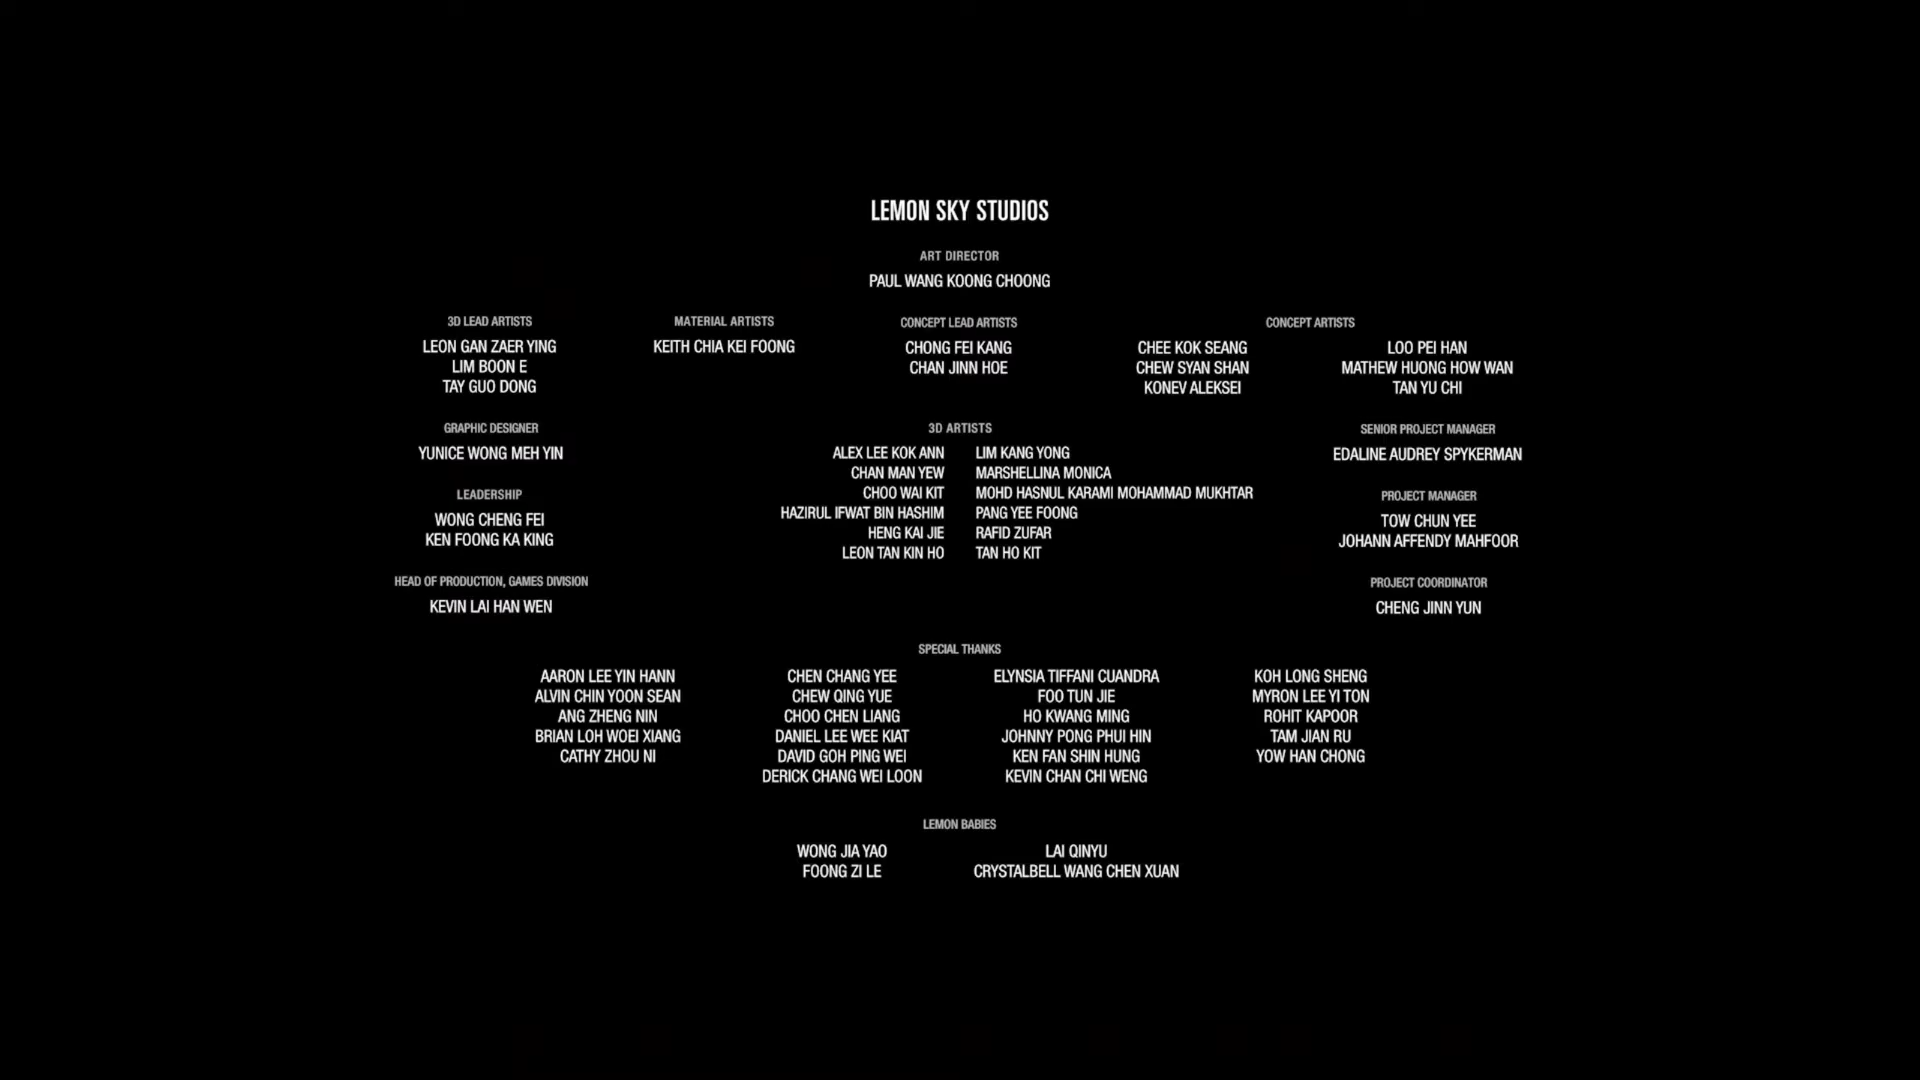 LEMON SKY STUDIOS
ART DIRECTOR
PAUL WANG KOONG CHOONG
3D LEAD ARTISTS
LEON GAN ZAER YING
LIM BOON E
TAY GUO DONG
MATERIAL ARTISTS
KEITH CHIA KEI FOONG
CONCEPT LEAD ARTISTS
CHONG FEI KANG
CHAN JINN HOE
CONCEPT ARTISTS
CHEE KOK SEANG
CHEW SYAN SHAN
KONEV ALEKSEI
LOO PEI HAN
MATHEW HUONG HOW WAN
TAN YU CHI
GRAPHIC DESIGNER
YUNICE WONG MEH YIN
LEADERSHIP
WONG CHENG FEI
KEN FOONG KA KING
HEAD OF PRODUCTION, GAMES DIVISION
KEVIN LAI HAN WEN
3D ARTISTS
ALEX LEE KOK ANN
CHAN MAN YEW
CHOO WAI KIT
HAZIRUL IFWAT BIN HASHIM
HENG KAI JIE
LEON TAN KIN HO
LIM KANG YONG
MARSHELLINA MONICA
MOHD HASNUL KARAMI MOHAMMAD MUKHTAR
PANG YEE FOONG
RAFID ZUFAR
TAN HO KIT
SENIOR PROJECT MANAGER
EDALINE AUDREY SPYKERMAN
PROJECT MANAGER
TOW CHUN YEE
JOHANN AFFENDY MAHFOOR
PROJECT COORDINATOR
CHENG JINN YUN
SPECIAL THANKS
AARON LEE YIN HANN
ALVIN CHIN YOON SEAN
ANG ZHENG NIN
BRIAN LOH WOEI XIANG
CATHY ZHOU NI
CHEN CHANG YEE
CHEW QING YUE
CHOO CHEN LIANG
DANIEL LEE WEE KIAT
DAVID GOH PING WEI
DERICK CHANG WEI LOON
ELYNSIA TIFFANI CUANDRA
FOO TUN JIE
HO KWANG MING
JOHNNY PONG PHUI HIN
KEN FAN SHIN HUNG
KEVIN CHAN CHI WENG
KOH LONG SHENG
MYRON LEE YI TON
ROHIT KAPOOR
TAM JIAN RU
YOW HAN CHONG
LEMON BABIES
WONG JIA YAO
FOONG ZI LE
LAI QINYU
CRYSTALBELL WANG CHEN XUAN